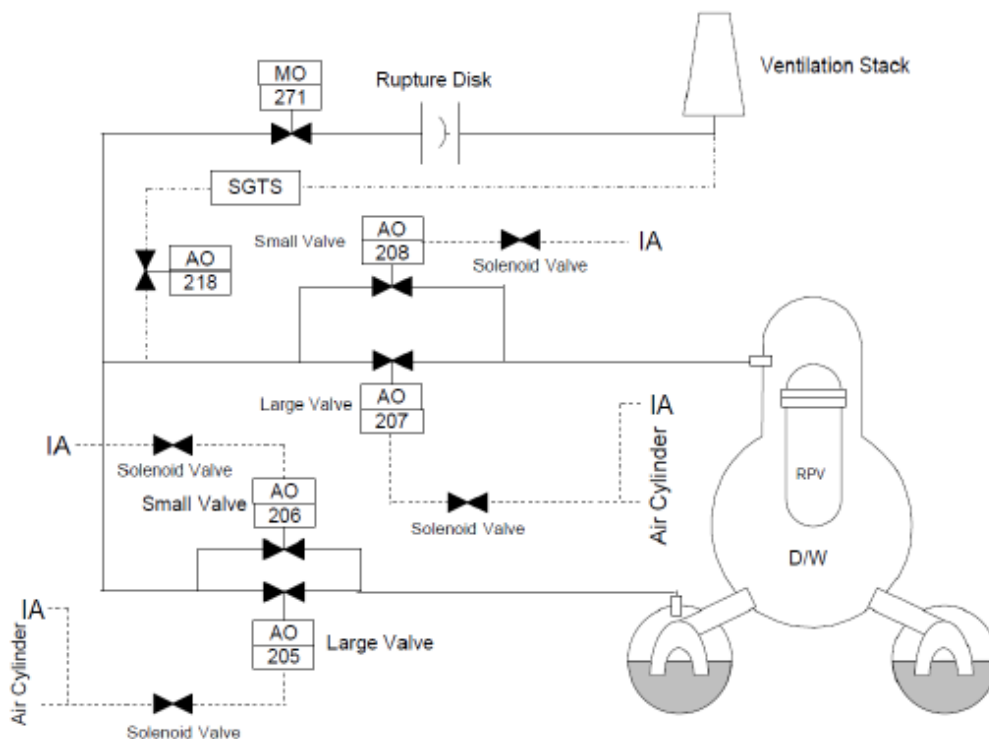 MO
271
Rupture Disk
Ventilation Stack
SGTS
Small Valve
AO
208
IA
Solenoid Valve
AO
218
Large Valve
AO
207
IA
IA
Solenoid Valve
Air Cylinder
Solenoid Valve
Small Valve
AO
206
RPV
D/W
IA
Air Cylinder
AO
205
Large Valve
Solenoid Valve